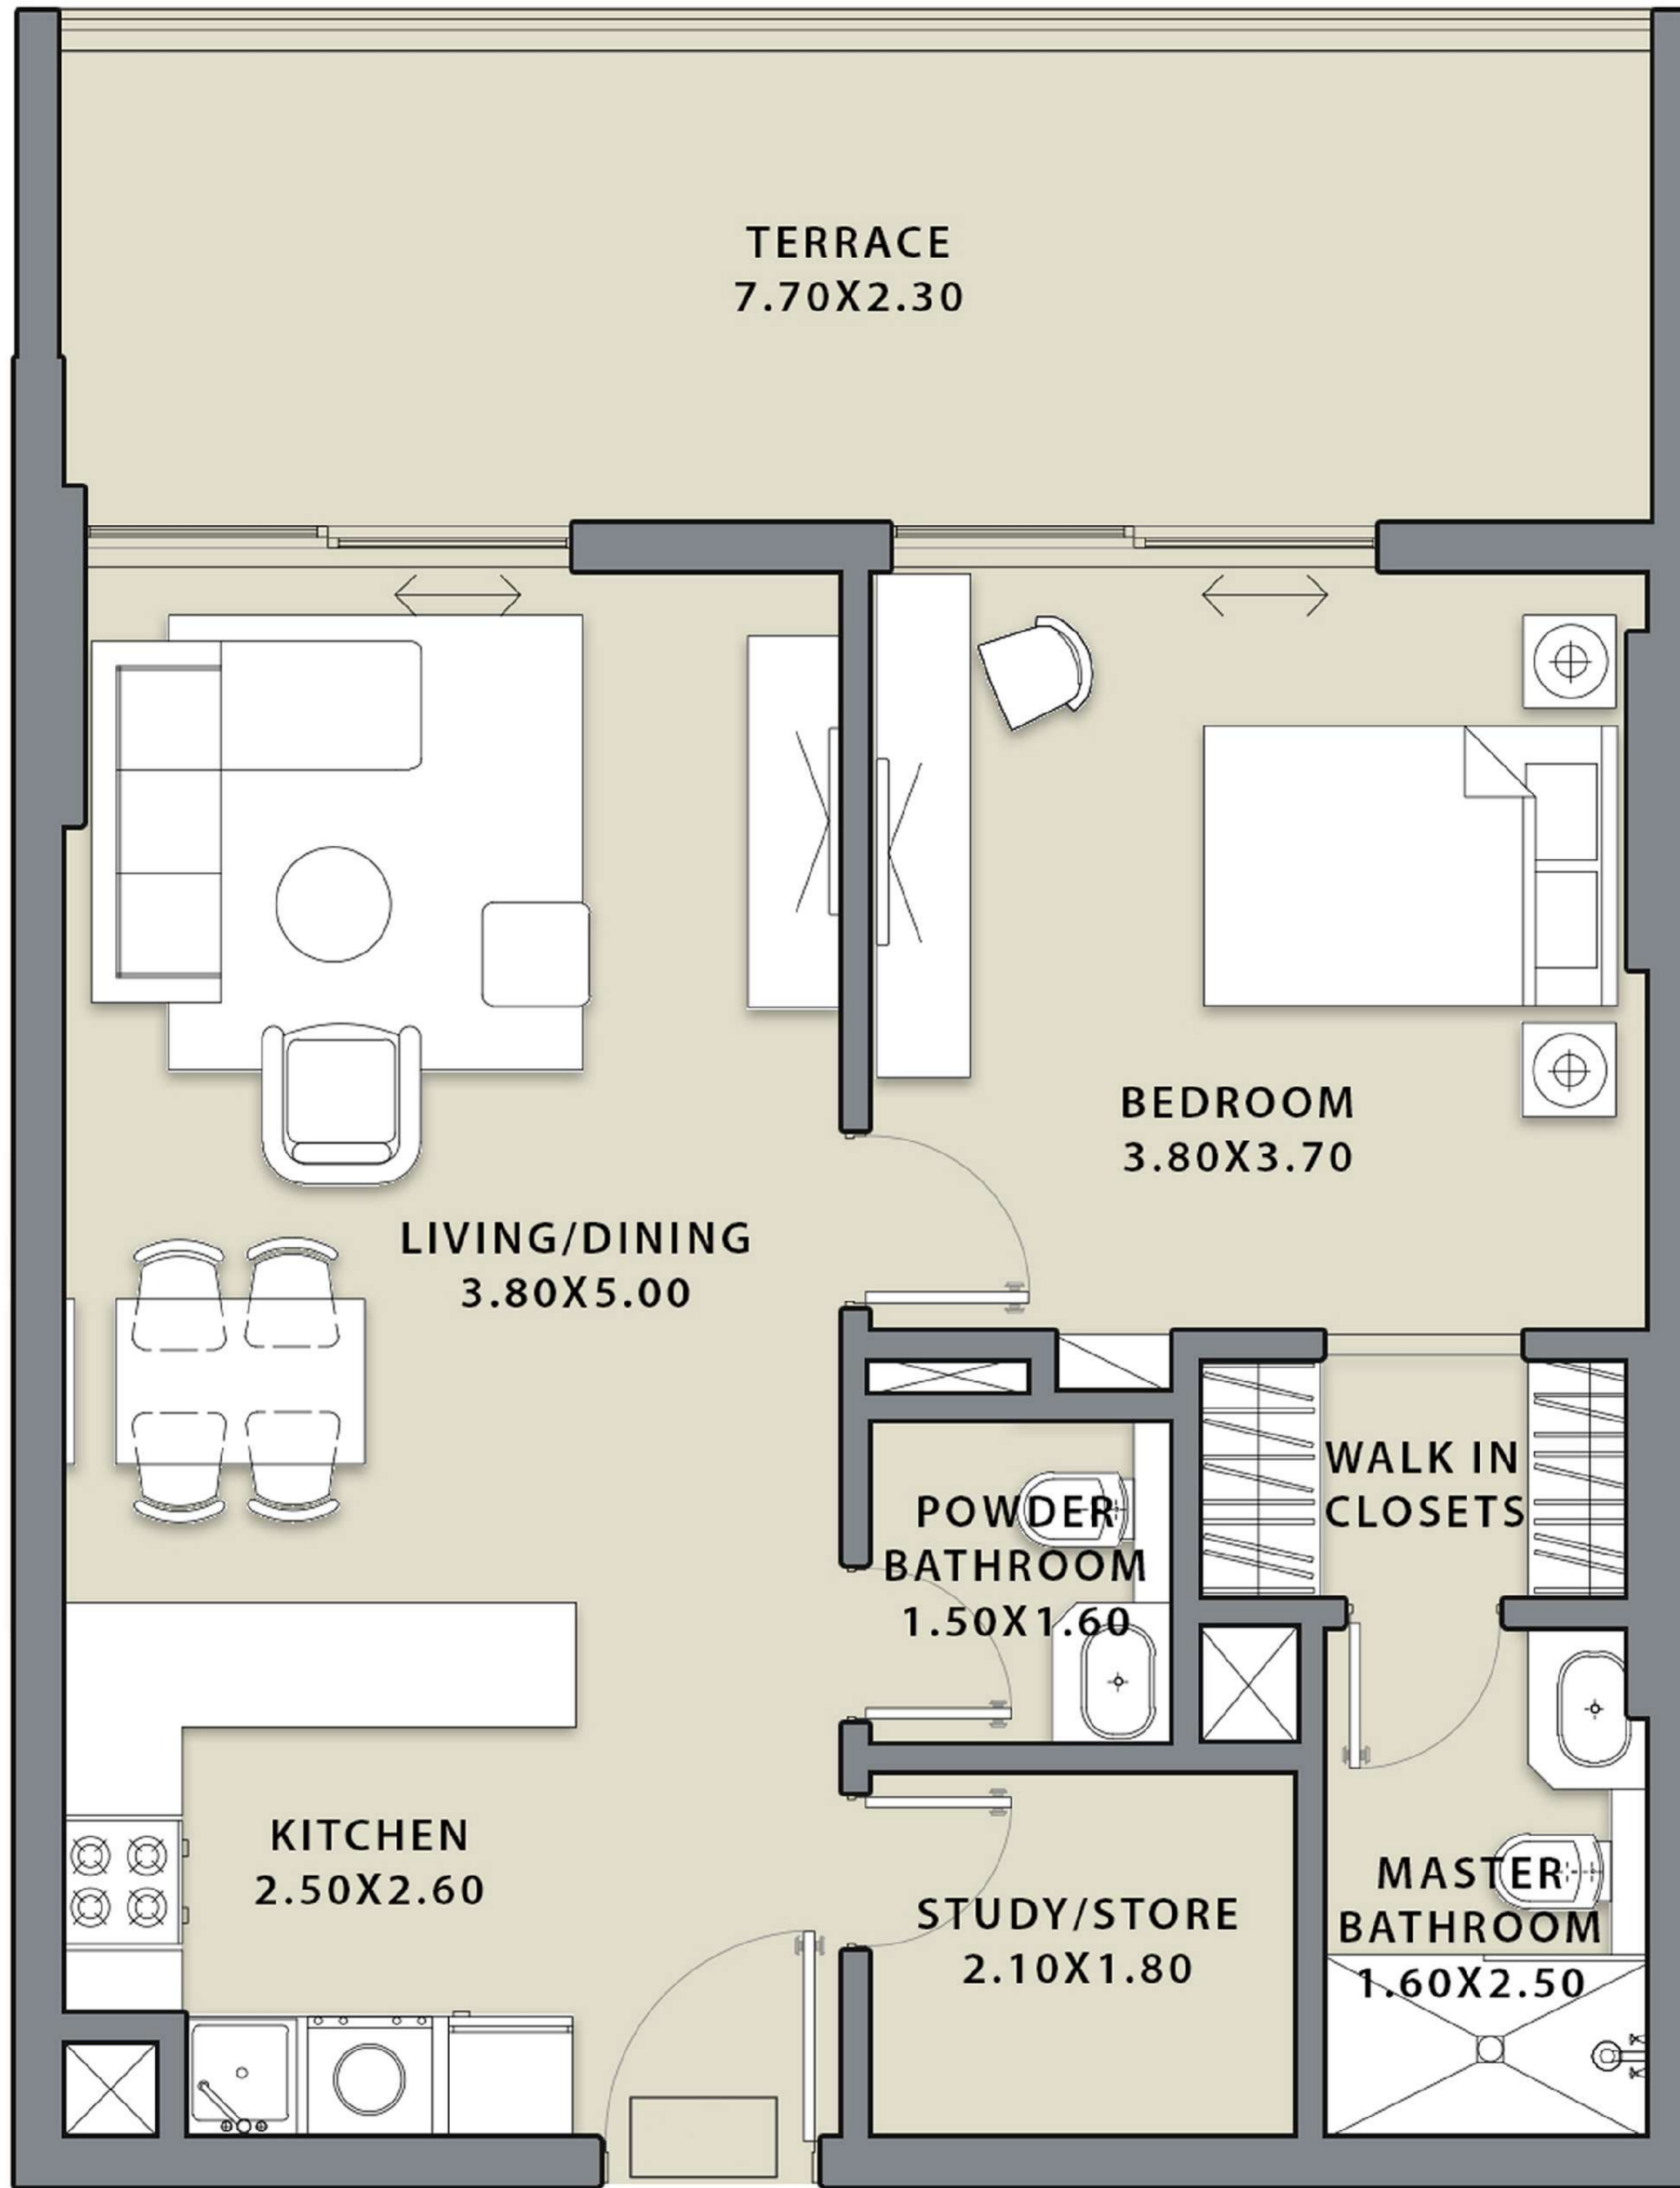 TERRACE
7.70X2.30
BEDROOM
3.80X3.70
LIVING/DINING
3.80X5.00
WALK IN
CLOSETS
POWDER
BATHROOM
1.50X1.60
KITCHEN
2.50X2.60
STUDY/STORE
2.10X1.80
MASTER
BATHROOM
1.60X2.50